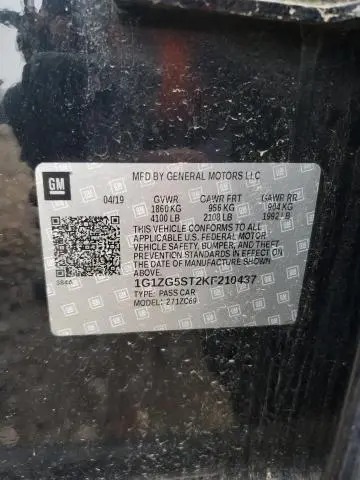 GM
MFD BY GENERAL MOTORS LLC
04/19 GVWR GAWR FRT GAWR RR
1860 KG 956 KG 904 KG
4100 LB 2108 LB 1992 LB
THIS VEHICLE CONFORMS TO ALL
APPLICABLE U.S. FEDERAL MOTOR
VEHICLE SAFETY, BUMPER, AND THEFT
PREVENTION STANDARDS IN EFFECT ON
THE DATE OF MANUFACTURE SHOWN
ABOVE.
384A
1G1ZG5ST2KF210437
TYPE: PASS CAR
MODEL: 271ZC69